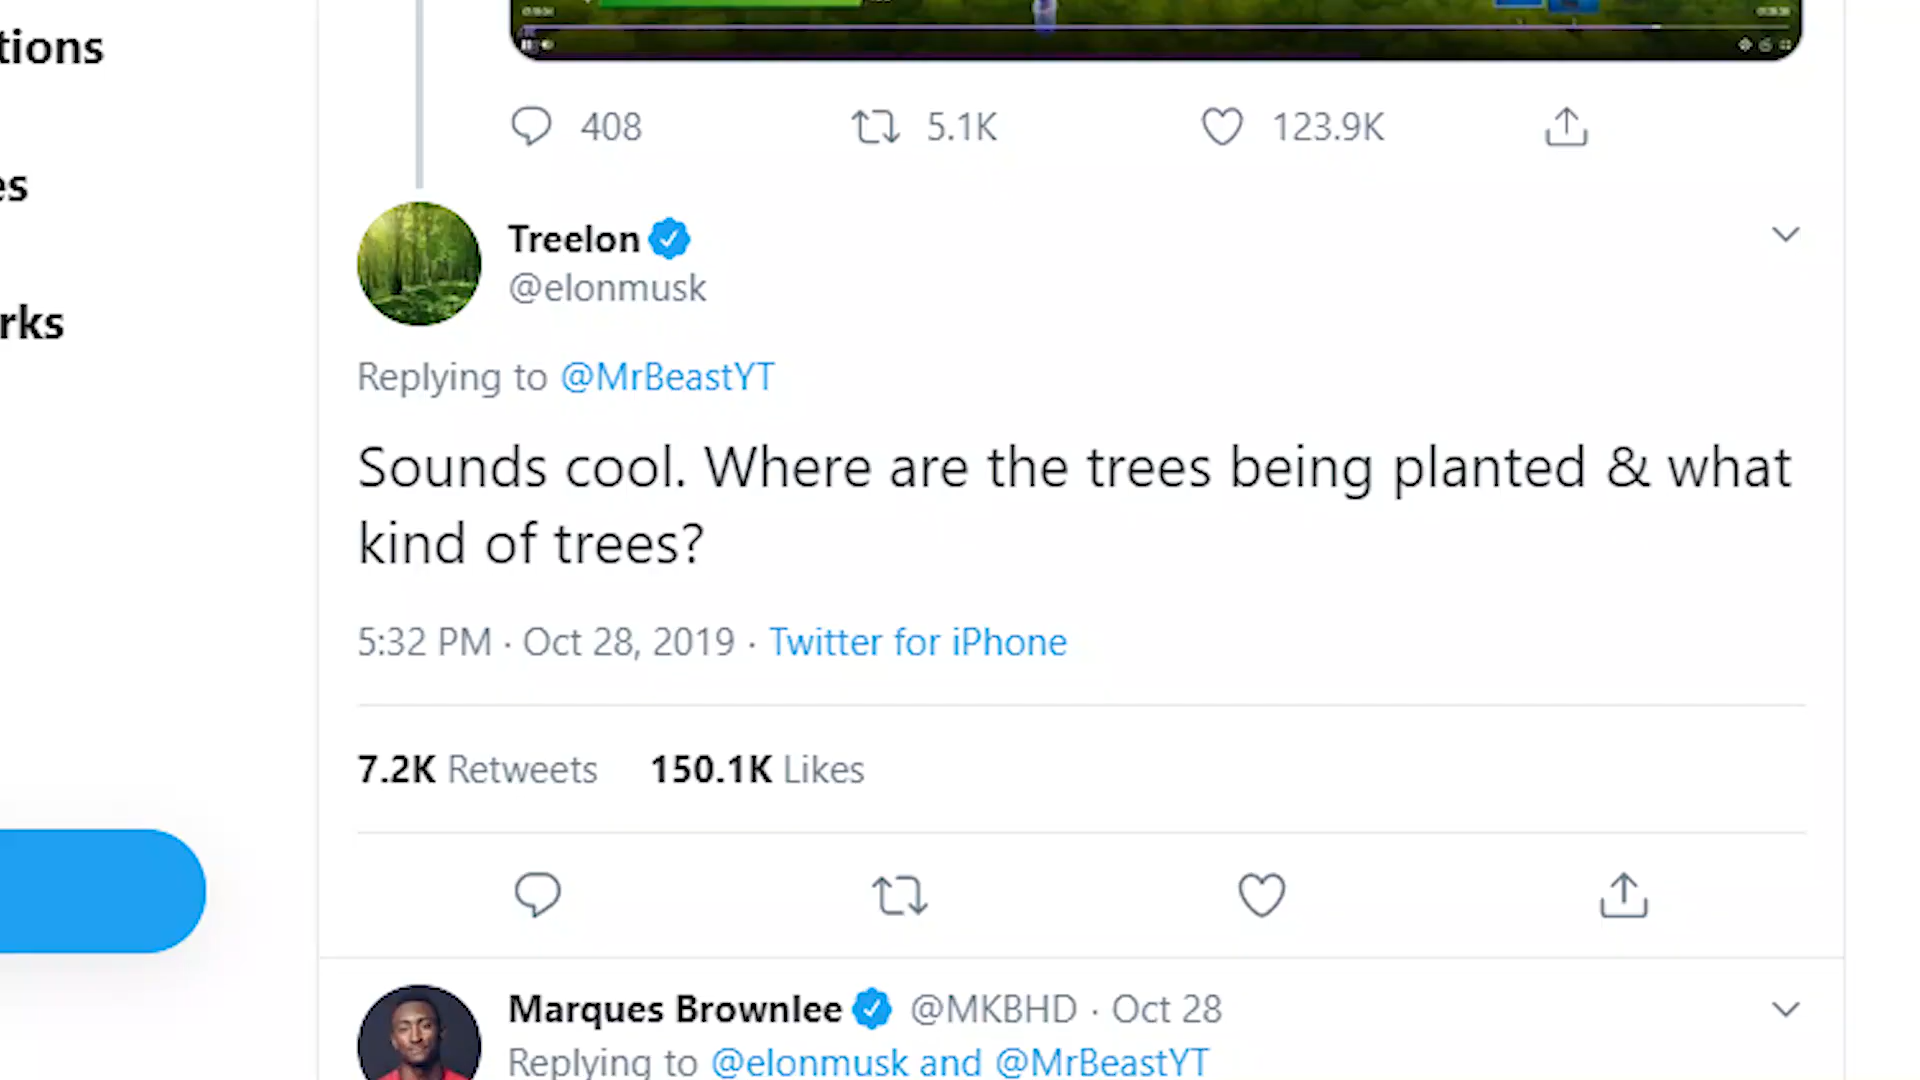 tions
408 5.1K 123.9K
es
Treelon
@elonmusk
rks
Replying to @MrBeastYT
Sounds cool. Where are the trees being planted & what
kind of trees?
5:32 PM · Oct 28, 2019 · Twitter for iPhone
7.2K Retweets 150.1K Likes
Marques Brownlee @MKBHD · Oct 28
Replying to @elonmusk and @MrBeastYT